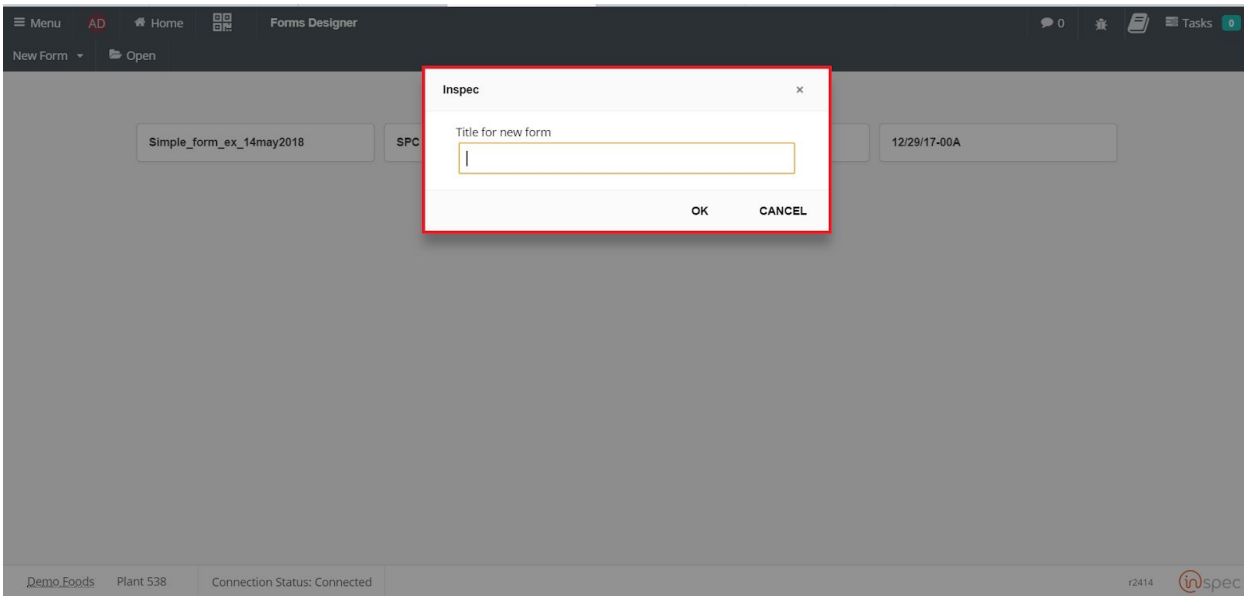 Menu AD Home Forms Designer 0 Tasks 0
New Form Open
Inspec ×
Title for new form
Simple_form_ex_14may2018 SPC 12/29/17-00A
OK CANCEL
Demo Foods Plant 538 Connection Status: Connected r2414 inspec